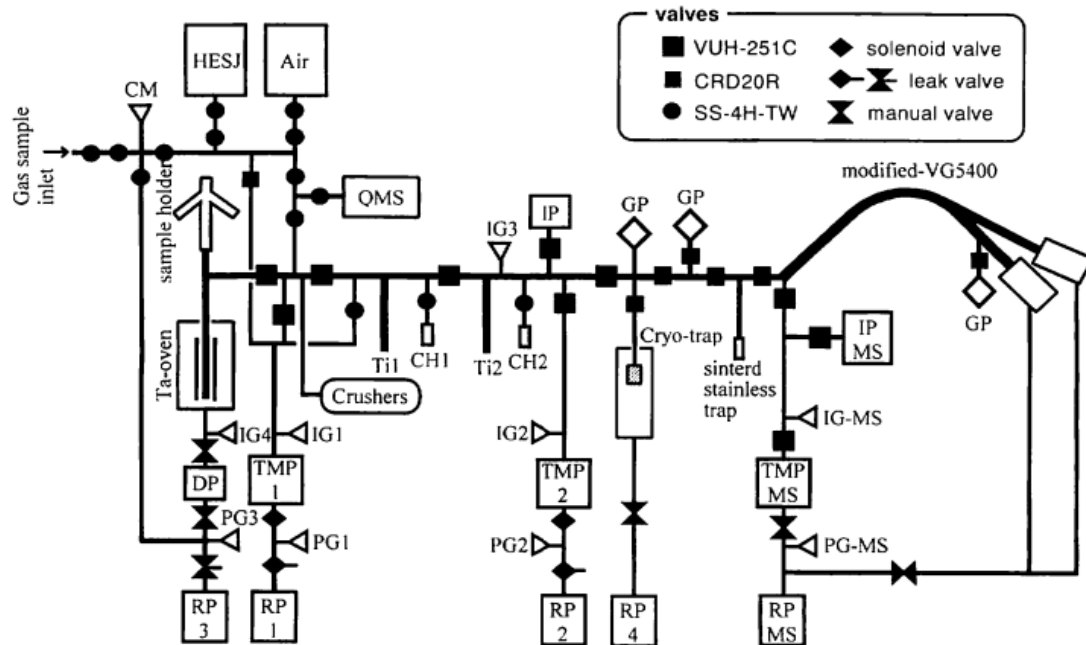 valves
VUH-251C
solenoid valve
CRD20R
leak valve
SS-4H-TW
manual valve
HESJ
Air
CM
Gas sample
inlet
sample holder
QMS
modified-VG5400
IG3
IP
GP
GP
GP
Ta-oven
Ti1
CH1
Ti2
CH2
Cryo-trap
sinterd
stainless
trap
IP
MS
Crushers
IG4
IG1
IG2
IG-MS
DP
TMP
1
TMP
2
TMP
MS
PG3
PG1
PG2
PG-MS
RP
3
RP
1
RP
2
RP
4
RP
MS